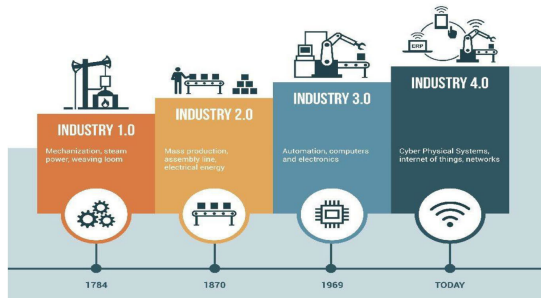 ERP
INDUSTRY 1.0
Mechanization, steam
power, weaving loom
INDUSTRY 2.0
Mass production,
assembly line,
electrical energy
INDUSTRY 3.0
Automation, computers
and electronics
INDUSTRY 4.0
Cyber Physical Systems,
internet of things, networks
1784
1870
1969
TODAY